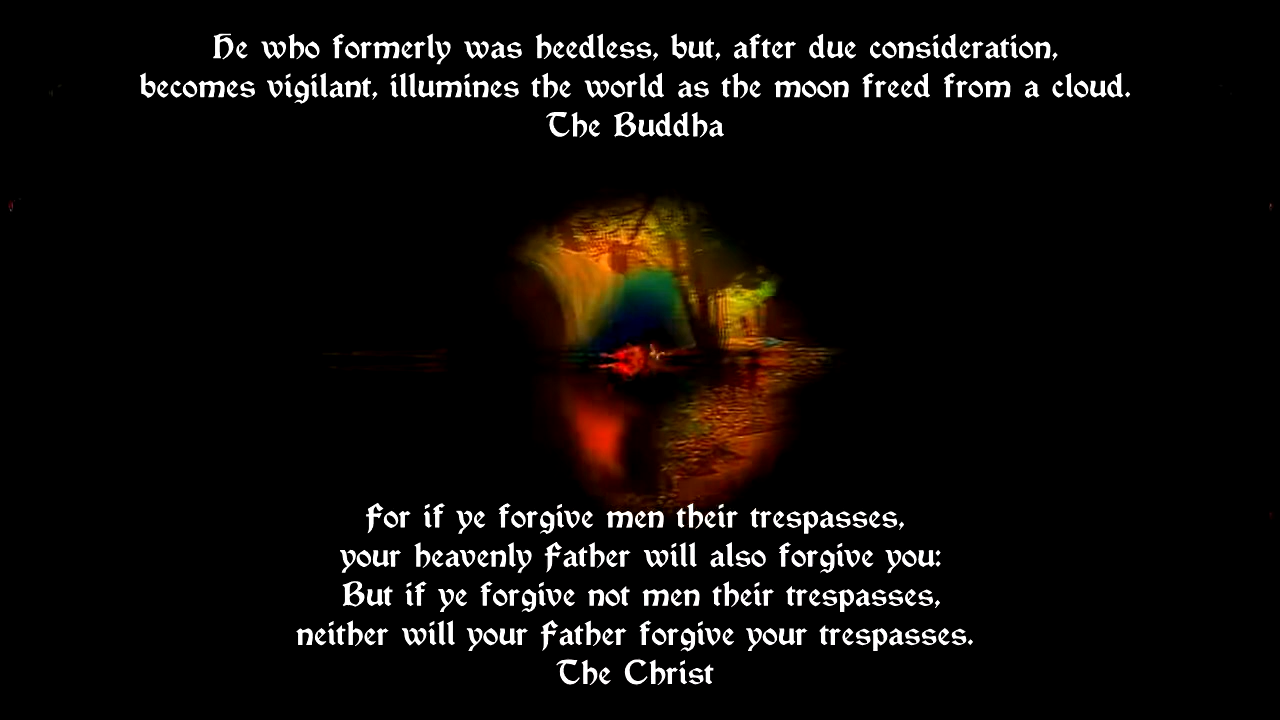 He who formerly was heedless, but, after due consideration,
becomes vigilant, illumines the world as the moon freed from a cloud.
The Buddha
For if ye forgive men their trespasses,
your heavenly Father will also forgive you:
But if ye forgive not men their trespasses,
neither will your Father forgive your trespasses.
The Christ